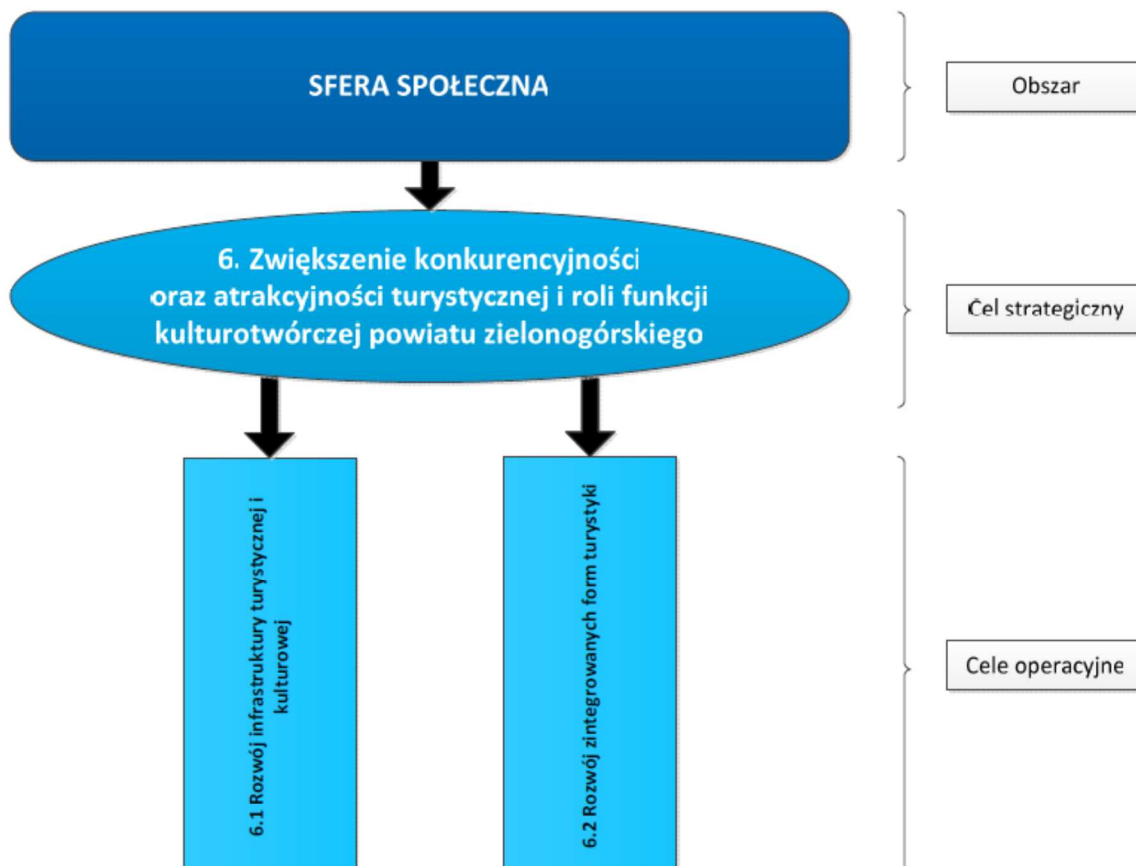 SFERA SPOŁECZNA
Obszar
6. Zwiększenie konkurencyjności
oraz atrakcyjności turystycznej i roli funkcji
kulturotwórczej powiatu zielonogórskiego
Cel strategiczny
6.1 Rozwój infrastruktury turystycznej i
kulturowej
6.2 Rozwój zintegrowanych form turystyki
Cele operacyjne